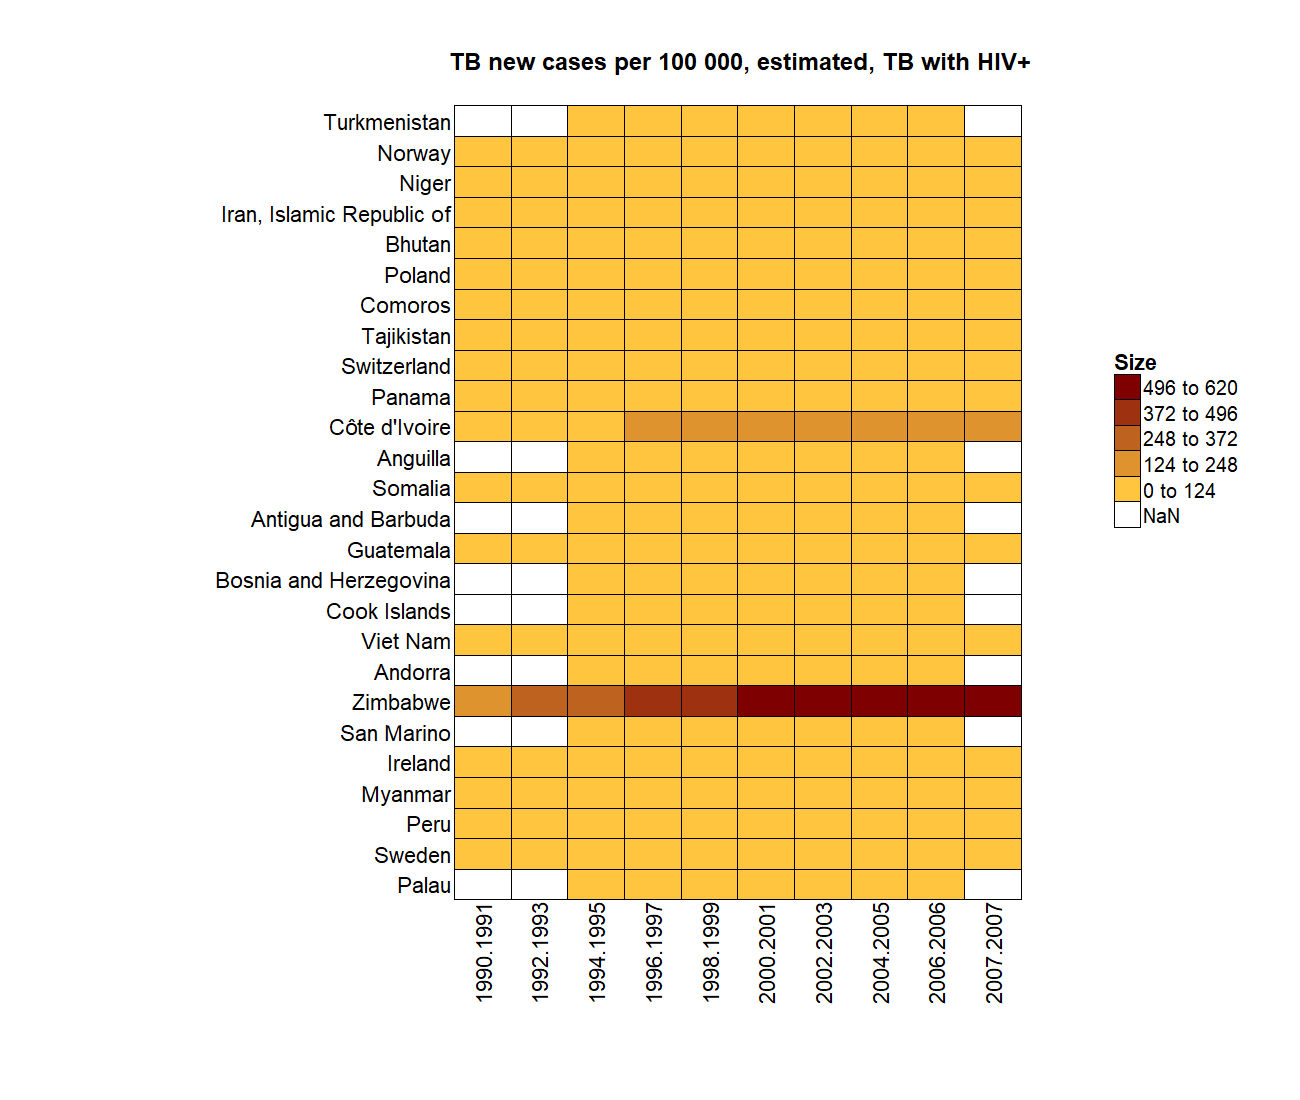 TB new cases per 100 000, estimated, TB with HIV+
Turkmenistan
Norway
Niger
Iran, Islamic Republic of
Bhutan
Poland
Comoros
Tajikistan
Switzerland
Panama
Côte d'Ivoire
Anguilla
Somalia
Antigua and Barbuda
Guatemala
Bosnia and Herzegovina
Cook Islands
Viet Nam
Andorra
Zimbabwe
San Marino
Ireland
Myanmar
Peru
Sweden
Palau
1990.1991
1992.1993
1994.1995
1996.1997
1998.1999
2000.2001
2002.2003
2004.2005
2006.2006
2007.2007
Size
496 to 620
372 to 496
248 to 372
124 to 248
0 to 124
NaN